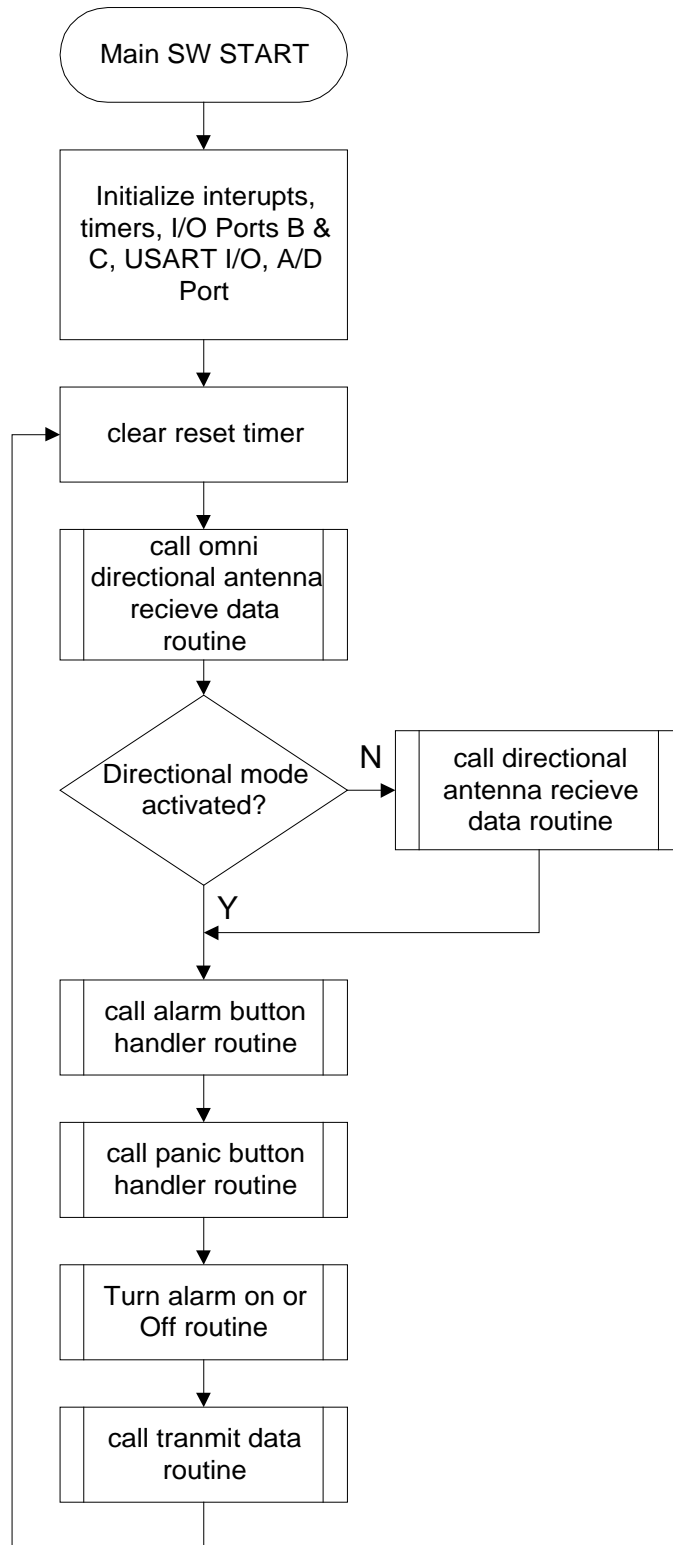 Main SW START
Initialize interupts,
timers, I/O Ports B &
C, USART I/O, A/D
Port
clear reset timer
call omni
directional antenna
recieve data
routine
Directional mode
activated?
N
call directional
antenna recieve
data routine
Y
call alarm button
handler routine
call panic button
handler routine
Turn alarm on or
Off routine
call tranmit data
routine